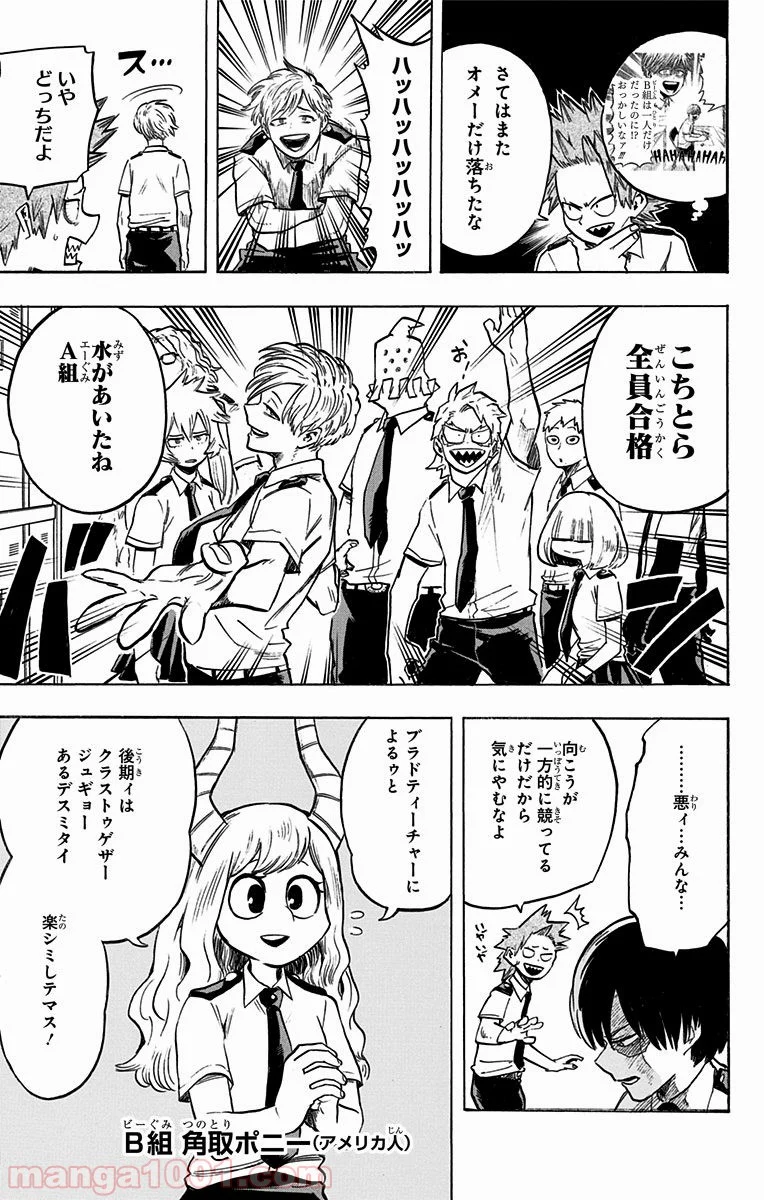 B組は一人だけ
だったのに!?
おっかしいなァ!!!
HAHAHAHAHA
さてはまた
オメーだけ落ちたな
ハッハッハッハッハッ
ス…
いや
どっちだよ
こちとら
全員合格
お!
水があいたね
A組
………悪ィ…みんな…
向こうが
一方的に競ってる
だけだから
気にやむなよ
いやいや
ブラドティーチャーに
よるゥと
後期ィは
クラストゥゲザー
ジュギョー
あるデスミタイ
楽シミしテマス!
B組 角取ポニー(アメリカ人)
manga1001.com